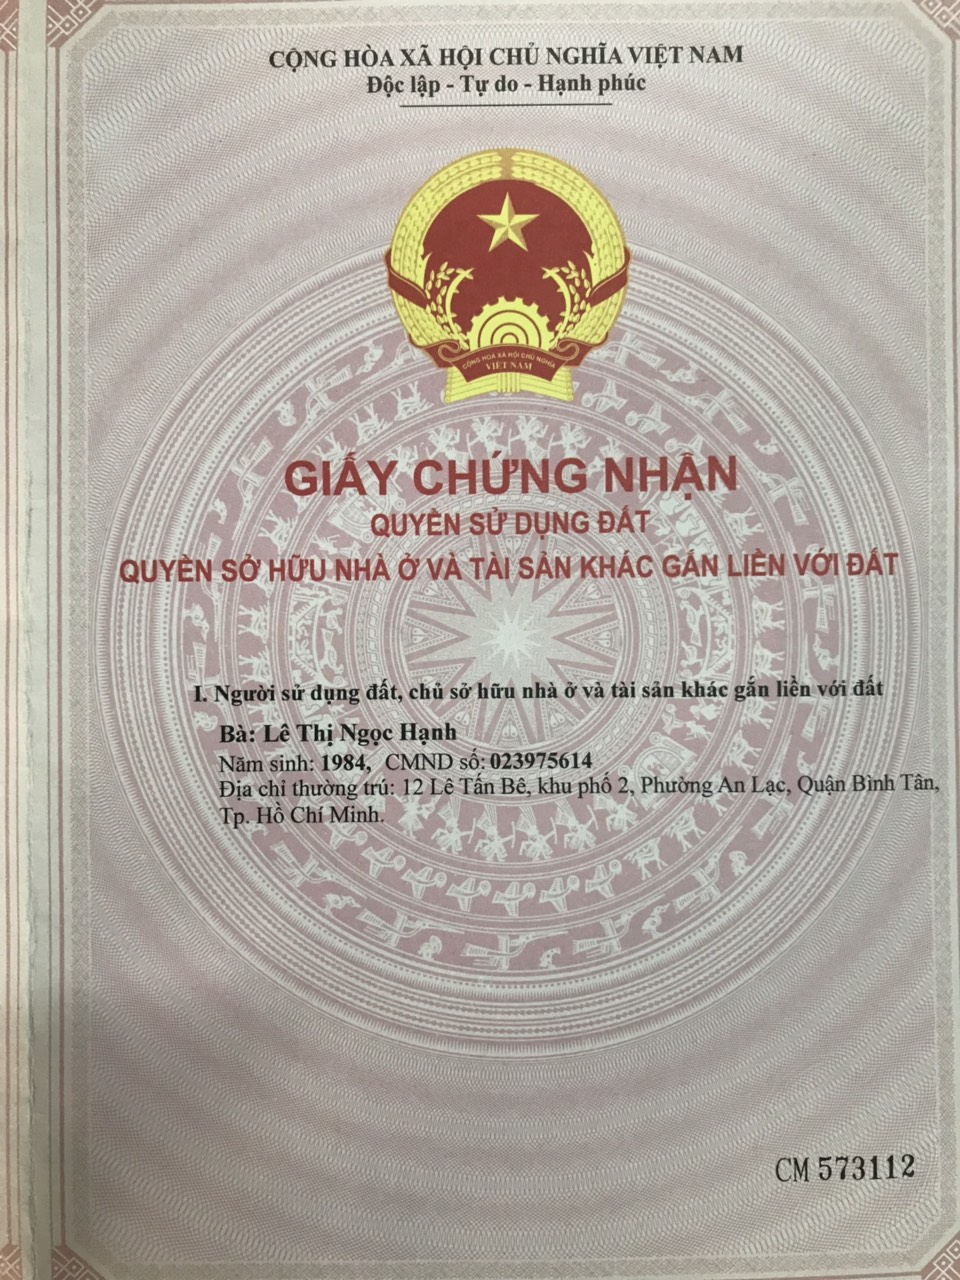 CỘNG HÒA XÃ HỘI CHỦ NGHĨA VIỆT NAM
Độc lập - Tự do - Hạnh phúc
CỘNG HÒA XÃ HỘI CHỦ NGHĨA
VIỆT NAM
GIẤY CHỨNG NHẬN
QUYỀN SỬ DỤNG ĐẤT
QUYỀN SỞ HỮU NHÀ Ở VÀ TÀI SẢN KHÁC GẮN LIỀN VỚI ĐẤT
I. Người sử dụng đất, chủ sở hữu nhà ở và tài sản khác gắn liền với đất
Bà: Lê Thị Ngọc Hạnh
Năm sinh: 1984, CMND số: 023975614
Địa chỉ thường trú: 12 Lê Tấn Bê, khu phố 2, Phường An Lạc, Quận Bình Tân,
Tp. Hồ Chí Minh.
CM 573112